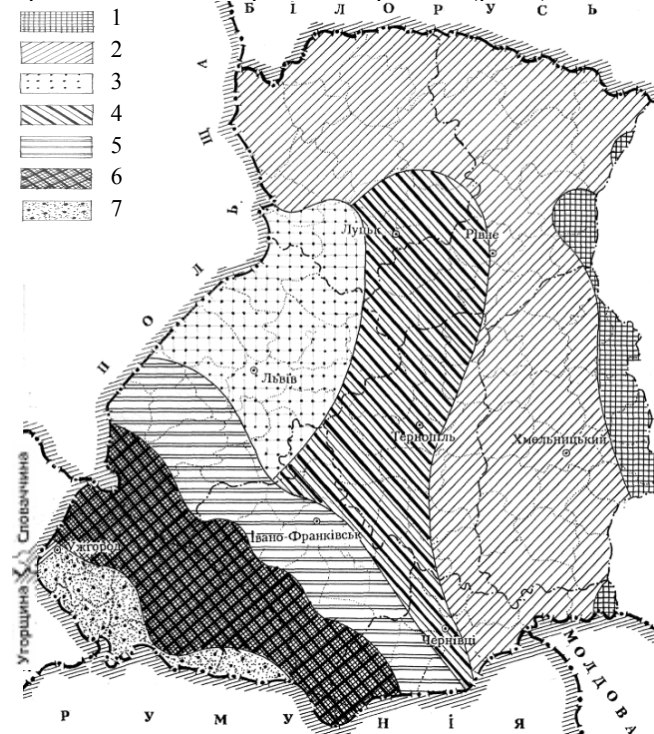 БІЛОРУСЬ
1
2
3
4
5
6
7
ПОЛЬЩА
Луцьк
Рівне
Львів
Тернопіль
Хмельницький
Івано-Франківськ
жгород
Чернівці
Словаччина
Угорщина
МОЛДОВА
РУМУНІЯ